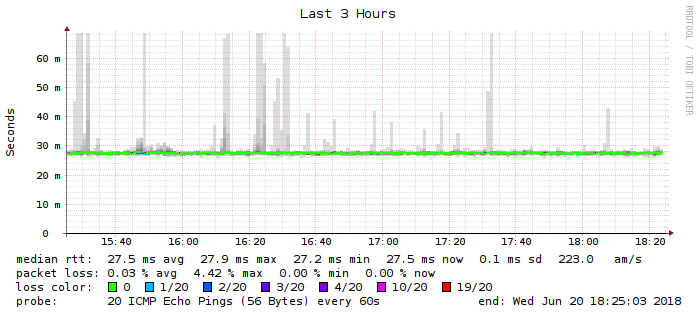 Last 3 Hours
RRDTOOL / TOBI OETIKER
Seconds
60 m
50 m
40 m
30 m
20 m
10 m
0
15:40 16:00 16:20 16:40 17:00 17:20 17:40 18:00 18:20
median rtt: 27.5 ms avg 27.9 ms max 27.2 ms min 27.5 ms now 0.1 ms sd 223.0 am/s
packet loss: 0.03 % avg 4.42 % max 0.00 % min 0.00 % now
loss color: 0 1/20 2/20 3/20 4/20 10/20 19/20
probe: 20 ICMP Echo Pings (56 Bytes) every 60s end: Wed Jun 20 18:25:03 2018